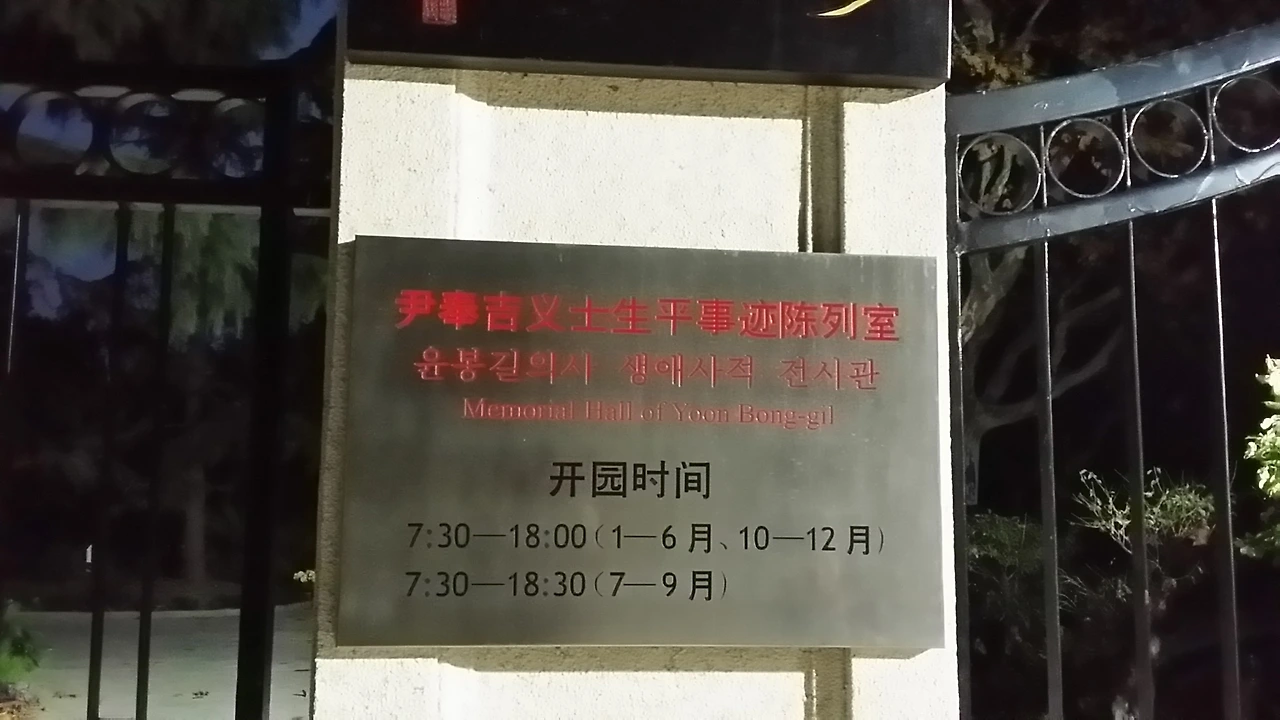 尹奉吉义士生平事迹陈列室
윤봉길의사 생애사적 전시관
Memorial Hall of Yoon Bong-gil
开园时间
7:30—18:00(1—6月、10—12月)
7:30—18:30(7—9月)